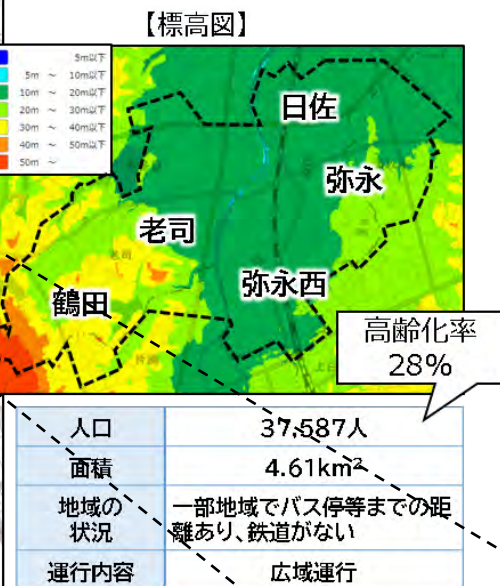 【標高図】
5m以下
5m ～ 10m以下
10m ～ 20m以下
20m ～ 30m以下
30m ～ 40m以下
40m ～ 50m以下
50m ～
日佐
弥永
老司
弥永西
鶴田
高齢化率
28%
人口 37,587人
面積 4.61km²
地域の状況 一部地域でバス停等までの距
離あり、鉄道がない
運行内容 広域運行